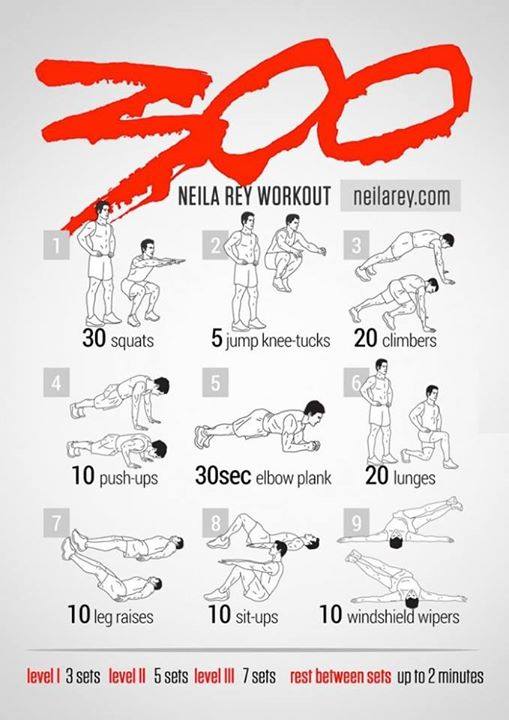 300
NEILA REY WORKOUT neilarey.com
1 2 3
30 squats 5 jump knee-tucks 20 climbers
4 5 6
10 push-ups 30sec elbow plank 20 lunges
7 8 9
10 leg raises 10 sit-ups 10 windshield wipers
level I 3 sets level II 5 sets level III 7 sets rest between sets up to 2 minutes